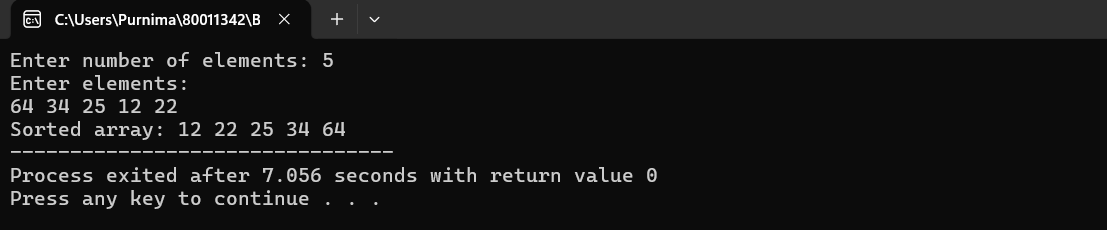 C:\Users\Purnima\80011342\B
Enter number of elements: 5
Enter elements:
64 34 25 12 22
Sorted array: 12 22 25 34 64
--------------------------------
Process exited after 7.056 seconds with return value 0
Press any key to continue . . .